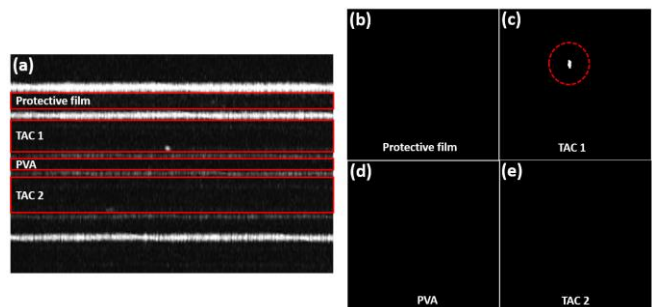 (a)
Protective film
TAC 1
PVA
TAC 2
(b)
Protective film
(c)
TAC 1
(d)
PVA
(e)
TAC 2